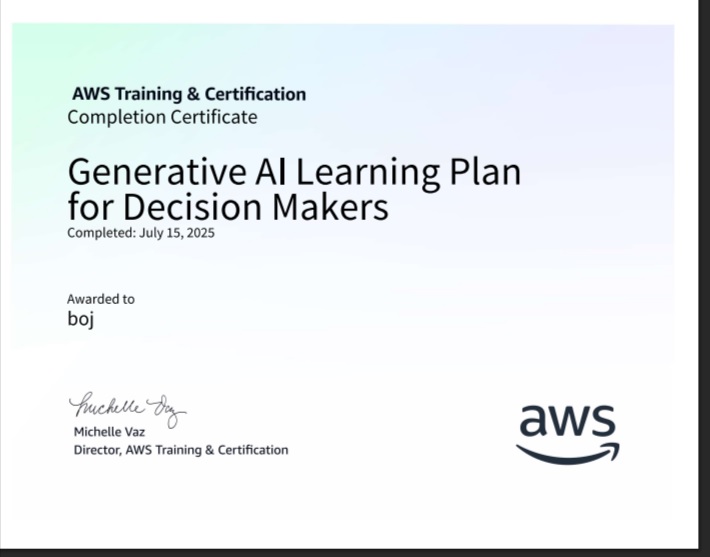 AWS Training & Certification
Completion Certificate
Generative AI Learning Plan
for Decision Makers
Completed: July 15, 2025
Awarded to
boj
Michelle Vaz
Michelle Vaz
Director, AWS Training & Certification
aws